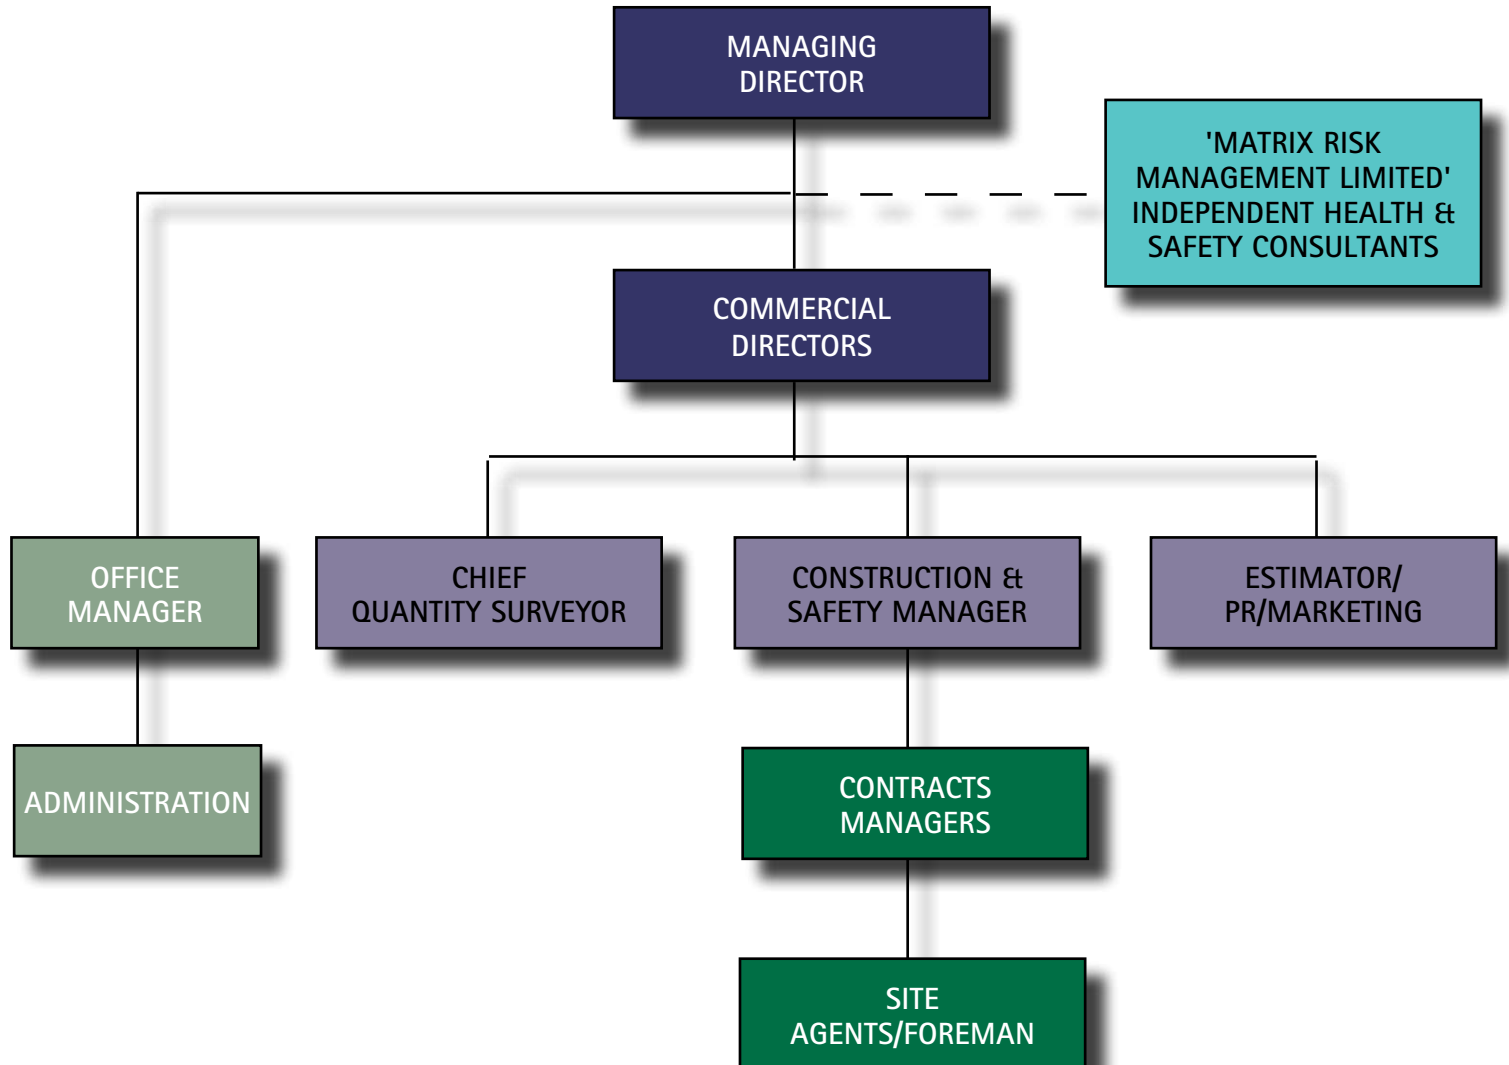 MANAGING
DIRECTOR
'MATRIX RISK
MANAGEMENT LIMITED'
INDEPENDENT HEALTH &
SAFETY CONSULTANTS
COMMERCIAL
DIRECTORS
OFFICE
MANAGER
CHIEF
QUANTITY SURVEYOR
CONSTRUCTION &
SAFETY MANAGER
ESTIMATOR/
PR/MARKETING
ADMINISTRATION
CONTRACTS
MANAGERS
SITE
AGENTS/FOREMAN